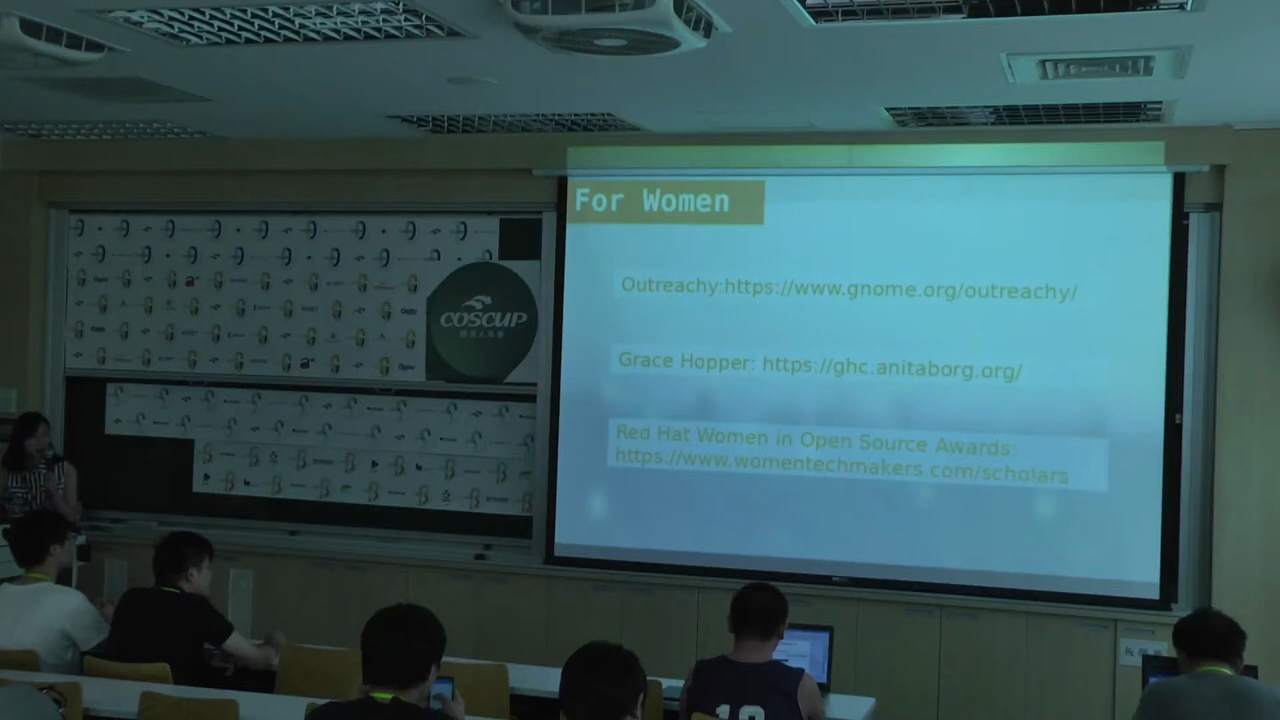 For Women
Outreachy:https://www.gnome.org/outreachy/
Grace Hopper: https://ghc.anitaborg.org/
Red Hat Women in Open Source Awards:
https://www.womentechmakers.com/scholars
COSCUP
10